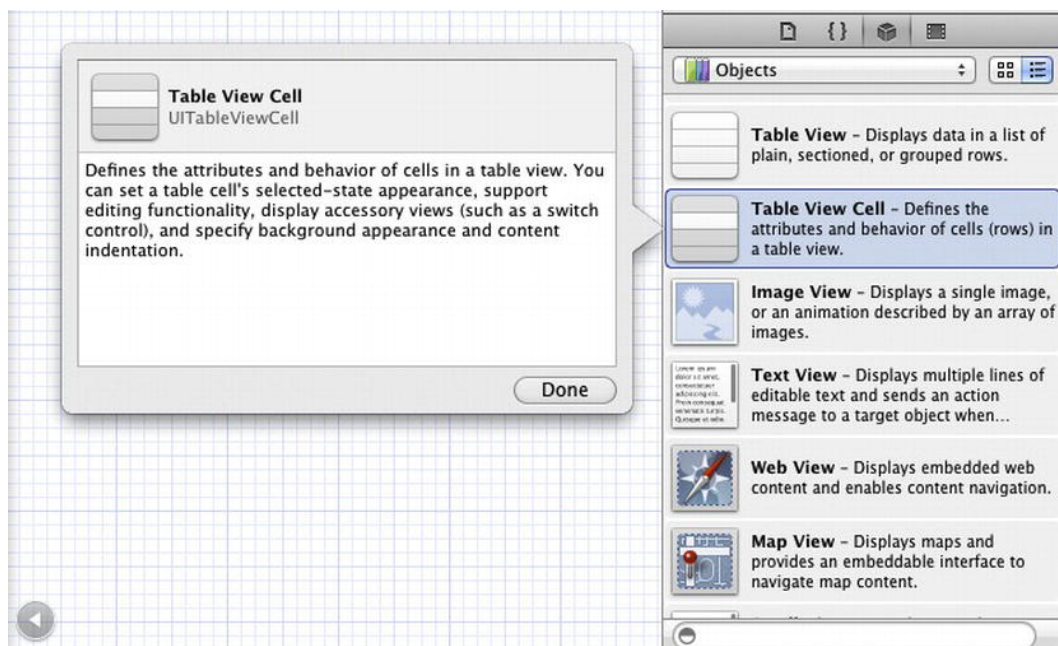 Table View Cell
UITableViewCell
Defines the attributes and behavior of cells in a table view. You
can set a table cell's selected-state appearance, support
editing functionality, display accessory views (such as a switch
control), and specify background appearance and content
indentation.
Done
{ }
Objects
Table View – Displays data in a list of
plain, sectioned, or grouped rows.
Table View Cell – Defines the
attributes and behavior of cells (rows) in
a table view.
Image View – Displays a single image,
or an animation described by an array of
images.
Text View – Displays multiple lines of
editable text and sends an action
message to a target object when...
Web View – Displays embedded web
content and enables content navigation.
Map View – Displays maps and
provides an embeddable interface to
navigate map content.